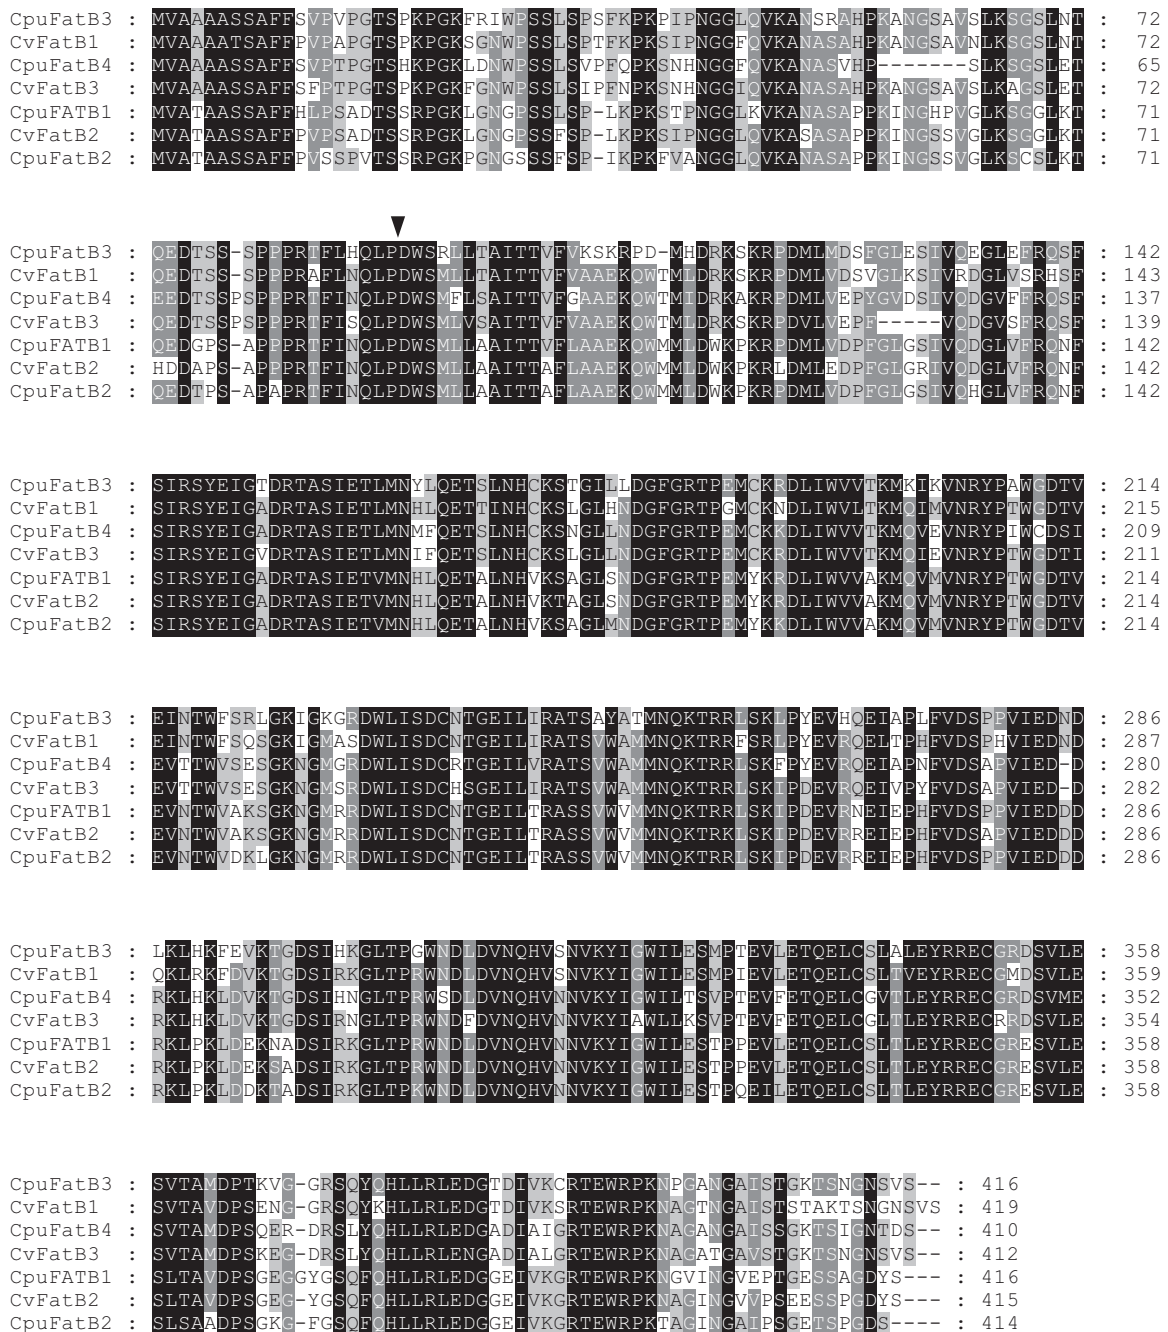 CpuFatB3 : MVAAAASSAFFSVPVPGTSPKPGKFRIWPSSLSPSFKPKPIPNGGLQVKANSRAHPKANGSAVSLKSGSLNT : 72
CvFatB1 : MVAAAATSAFFPVPAPGTSPKPGKSGNWPSSLSPTFKPKSIPNGGFQVKANASAHPKANGSAVNLKSGSLNT : 72
CpuFatB4 : MVAAAASSAFFSVPTPGTSHKPGKLDNWPSSLSVPFQPKSNHNGGFQVKANASVHP-------SLKSGSLET : 65
CvFatB3 : MVAAAASSAFFSFPTPGTSPKPGKFGNWPSSLSIPFNPKSNHNGGIQVKANASAHPKANGSAVSLKAGSLET : 72
CpuFATB1 : MVATAASSAFFHLPSADTSSRPGKLGNGPSSLSP-LKPKSTPNGGLKVKANASAPPKINGHPVGLKSGGLKT : 71
CvFatB2 : MVATAASSAFFPVPSADTSSRPGKLGNGPSSFSP-LKPKSIPNGGLQVKASASAPPKINGSSVGLKSGGLKT : 71
CpuFatB2 : MVATAASSAFFPVSSPVTSSRPGKPGNGSSSFSP-IKPKFVANGGLQVKANASAPPKINGSSVGLKSCSLKT : 71
CpuFatB3 : QEDTSS-SPPPRTFLHQLPDWSRLLTAITTVFVKSKRPD-MHDRKSKRPDMLMDSFGLESIVQEGLEFRQSF : 142
CvFatB1 : QEDTSS-SPPPRAFLNQLPDWSMLLTAITTVFVAAEKQWTMLDRKSKRPDMLVDSVGLKSIVRDGLVSRHSF : 143
CpuFatB4 : EEDTSSPSPPPRTFINQLPDWSMFLSAITTVFGAAEKQWTMIDRKAKRPDMLVEPYGVDSIVQDGVFFRQSF : 137
CvFatB3 : QEDTSSPSPPPRTFISQLPDWSMLVSAITTVFVAAEKQWTMLDRKSKRPDVLVEPF-----VQDGVSFRQSF : 139
CpuFATB1 : QEDGPS-APPPRTFINQLPDWSMLLAAITTVFLAAEKQWMMLDWKPKRPDMLVDPFGLGSIVQDGLVFRQNF : 142
CvFatB2 : HDDAPS-APPPRTFINQLPDWSMLLAAITTAFLAAEKQWMMLDWKPKRLDMLEDPFGLGRIVQDGLVFRQNF : 142
CpuFatB2 : QEDTPS-APAPRTFINQLPDWSMLLAAITTAFLAAEKQWMMLDWKPKRPDMLVDPFGLGSIVQHGLVFRQNF : 142
CpuFatB3 : SIRSYEIGTDRTASIETLMNYLQETSLNHCKSTGILLDGFGRTPEMCKRDLIWVVTKMKIKVNRYPAWGDTV : 214
CvFatB1 : SIRSYEIGADRTASIETLMNHLQETTINHCKSLGLHNDGFGRTPGMCKNDLIWVLTKMQIMVNRYPTWGDTV : 215
CpuFatB4 : SIRSYEIGADRTASIETLMNMFQETSLNHCKSNGLLNDGFGRTPEMCKKDLIWVVTKMQVEVNRYPIWCDSI : 209
CvFatB3 : SIRSYEIGVDRTASIETLMNIFQETSLNHCKSLGLLNDGFGRTPEMCKRDLIWVVTKMQIEVNRYPTWGDTI : 211
CpuFATB1 : SIRSYEIGADRTASIETVMNHLQETALNHVKSAGLSNDGFGRTPEMYKRDLIWVVAKMQVMVNRYPTWGDTV : 214
CvFatB2 : SIRSYEIGADRTASIETVMNHLQETALNHVKTAGLSNDGFGRTPEMYKRDLIWVVAKMQVMVNRYPTWGDTV : 214
CpuFatB2 : SIRSYEIGADRTASIETVMNHLQETALNHVKSAGLMNDGFGRTPEMYKKDLIWVVAKMQVMVNRYPTWGDTV : 214
CpuFatB3 : EINTWFSRLGKIGKGRDWLISDCNTGEILIRATSAYATMNQKTRRLSKLPYEVHQEIAPLFVDSPPVIEDND : 286
CvFatB1 : EINTWFSQSGKIGMASDWLISDCNTGEILIRATSVWAMMNQKTRRFSRLPYEVRQELTPHFVDSPHVIEDND : 287
CpuFatB4 : EVTTWVSESGKNGMGRDWLISDCRTGEILVRATSVWAMMNQKTRRLSKFPYEVRQEIAPNFVDSAPVIED-D : 280
CvFatB3 : EVTTWVSESGKNGMSRDWLISDCHSGEILIRATSVWAMMNQKTRRLSKIPDEVRQEIVPYFVDSAPVIED-D : 282
CpuFATB1 : EVNTWVAKSGKNGMRRDWLISDCNTGEILTRASSVWVMMNQKTRRLSKIPDEVRNEIEPHFVDSPPVIEDDD : 286
CvFatB2 : EVNTWVAKSGKNGMRRDWLISDCNTGEILTRASSVWVMMNQKTRKLSKIPDEVRREIEPHFVDSAPVIEDDD : 286
CpuFatB2 : EVNTWVDKLGKNGMRRDWLISDCNTGEILTRASSVWVMMNQKTRRLSKIPDEVRREIEPHFVDSPPVIEDDD : 286
CpuFatB3 : LKLHKFEVKTGDSIHKGLTPGWNDLDVNQHVSNVKYIGWILESMPTEVLETQELCSLALEYRRECGRDSVLE : 358
CvFatB1 : QKLRKFDVKTGDSIRKGLTPRWNDLDVNQHVSNVKYIGWILESMPIEVLETQELCSLTVEYRRECGMDSVLE : 359
CpuFatB4 : RKLHKLDVKTGDSIHNGLTPRWSDLDVNQHVNNVKYIGWILTSVPTEVFETQELCGVTLEYRRECGRDSVME : 352
CvFatB3 : RKLHKLDVKTGDSIRNGLTPRWNDFDVNQHVNNVKYIAWLLKSVPTEVFETQELCGLTLEYRRECRRDSVLE : 354
CpuFATB1 : RKLPKLDEKNADSIRKGLTPRWNDLDVNQHVNNVKYIGWILESTPPEVLETQELCSLTLEYRRECGRESVLE : 358
CvFatB2 : RKLPKLDEKSADSIRKGLTPRWNDLDVNQHVNNVKYIGWILESTPPEVLETQELCSLTLEYRRECGRESVLE : 358
CpuFatB2 : RKLPKLDDKTADSIRKGLTPKWNDLDVNQHVNNVKYIGWILESTPQEILETQELCSLTLEYRRECGRESVLE : 358
CpuFatB3 : SVTAMDPTKVG-GRSQYQHLLRLEDGTDIVKCRTEWRPKNPGANGAISTGKTSNGNSVS-- : 416
CvFatB1 : SVTAVDPSENG-GRSQYKHLLRLEDGTDIVKSRTEWRPKNAGTNGAISTSTAKTSNGNSVS : 419
CpuFatB4 : SVTAMDPSQER-DRSLYQHLLRLEDGADIAIGRTEWRPKNAGANGAISSGKTSIGNTDS-- : 410
CvFatB3 : SVTAMDPSKEG-DRSLYQHLLRLENGADIALGRTEWRPKNAGATGAVSTGKTSNGNSVS-- : 412
CpuFATB1 : SLTAVDPSGEGGYGSQFQHLLRLEDGGEIVKGRTEWRPKNGVINGVEPTGESSAGDYS--- : 416
CvFatB2 : SLTAVDPSGEG-YGSQFQHLLRLEDGGEIVKGRTEWRPKNAGINGVVPSEESSPGDYS--- : 415
CpuFatB2 : SLSAADPSGKG-FGSQFQHLLRLEDGGEIVKGRTEWRPKTAGINGAIPSGETSPGDS---- : 414